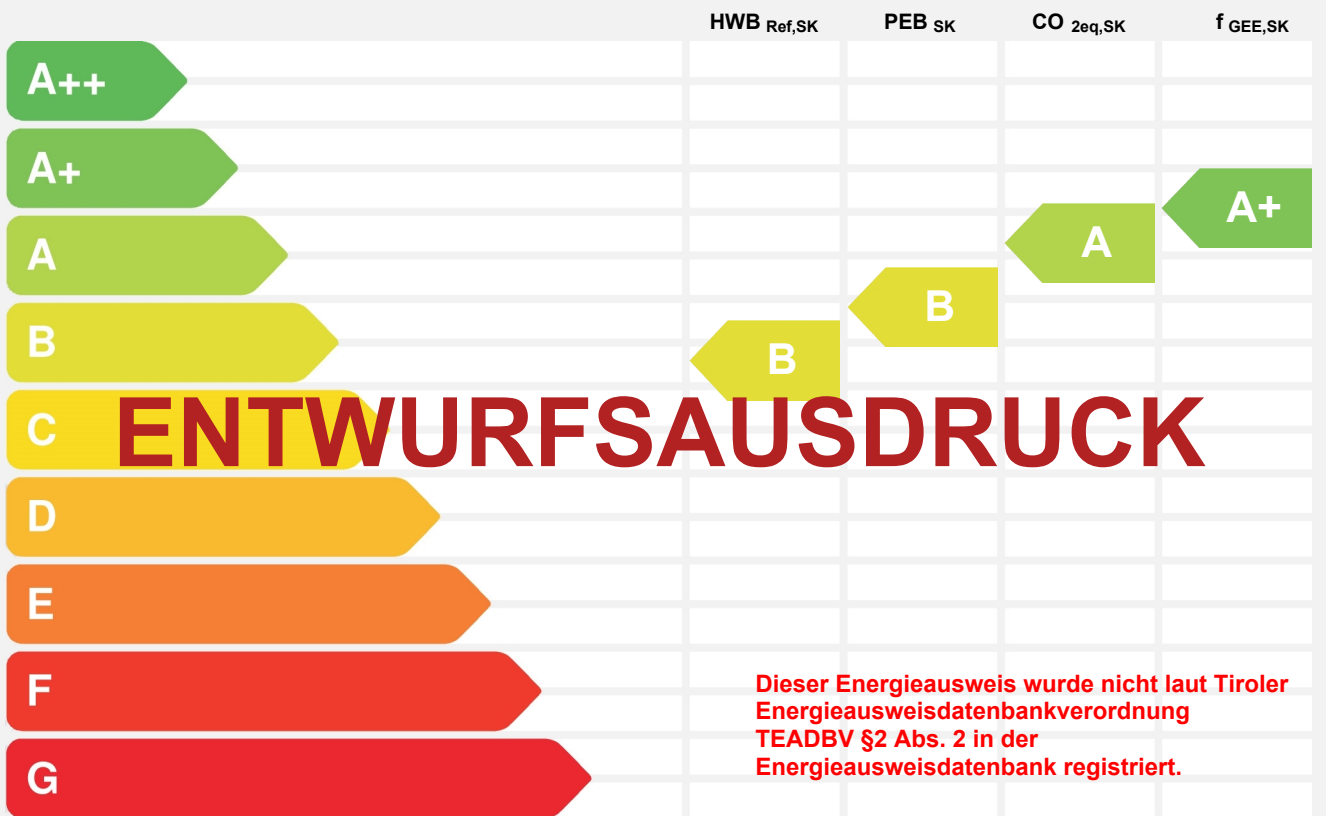 HWB Ref,SK PEB SK CO 2eq,SK f GEE,SK
A++
A+
A+
A
A
B
B
B
C
ENTWURFSAUSDRUCK
D
E
F
Dieser Energieausweis wurde nicht laut Tiroler
Energieausweisdatenbankverordnung
TEADBV §2 Abs. 2 in der
Energieausweisdatenbank registriert.
G